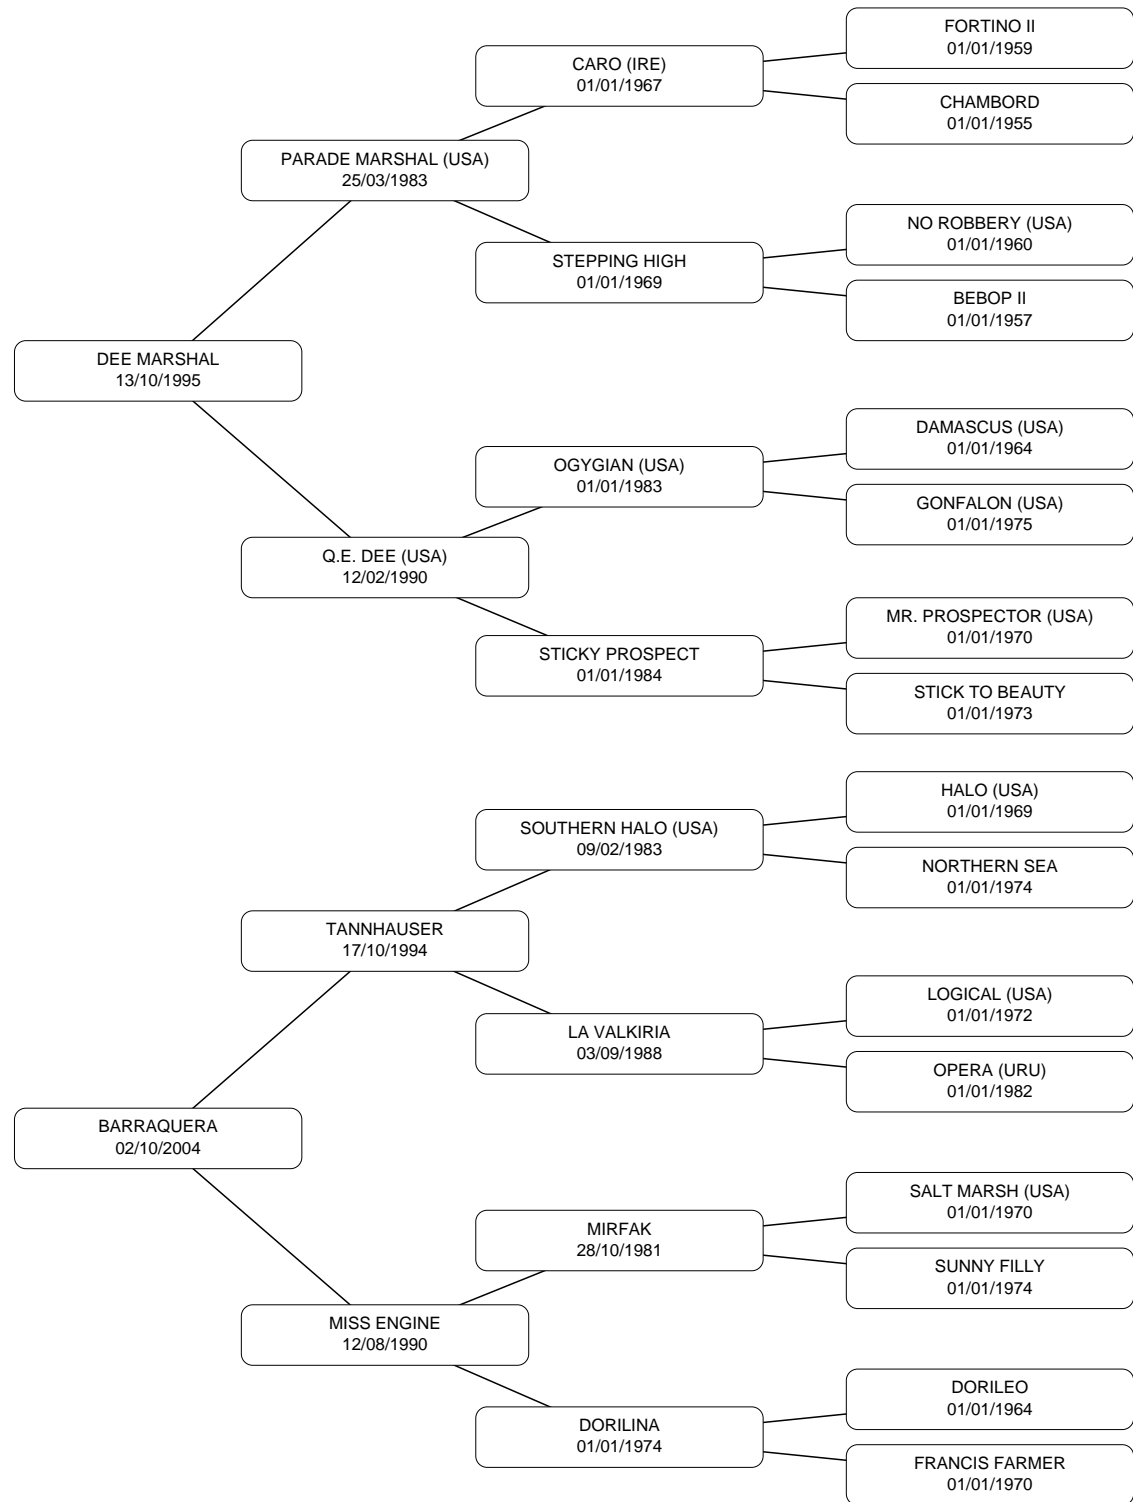 FORTINO II
01/01/1959
CARO (IRE)
01/01/1967
CHAMBORD
01/01/1955
PARADE MARSHAL (USA)
25/03/1983
NO ROBBERY (USA)
01/01/1960
STEPPING HIGH
01/01/1969
BEBOP II
01/01/1957
DEE MARSHAL
13/10/1995
DAMASCUS (USA)
01/01/1964
OGYGIAN (USA)
01/01/1983
GONFALON (USA)
01/01/1975
Q.E. DEE (USA)
12/02/1990
MR. PROSPECTOR (USA)
01/01/1970
STICKY PROSPECT
01/01/1984
STICK TO BEAUTY
01/01/1973
HALO (USA)
01/01/1969
SOUTHERN HALO (USA)
09/02/1983
NORTHERN SEA
01/01/1974
TANNHAUSER
17/10/1994
LOGICAL (USA)
01/01/1972
LA VALKIRIA
03/09/1988
OPERA (URU)
01/01/1982
BARRAQUERA
02/10/2004
SALT MARSH (USA)
01/01/1970
MIRFAK
28/10/1981
SUNNY FILLY
01/01/1974
MISS ENGINE
12/08/1990
DORILEO
01/01/1964
DORILINA
01/01/1974
FRANCIS FARMER
01/01/1970